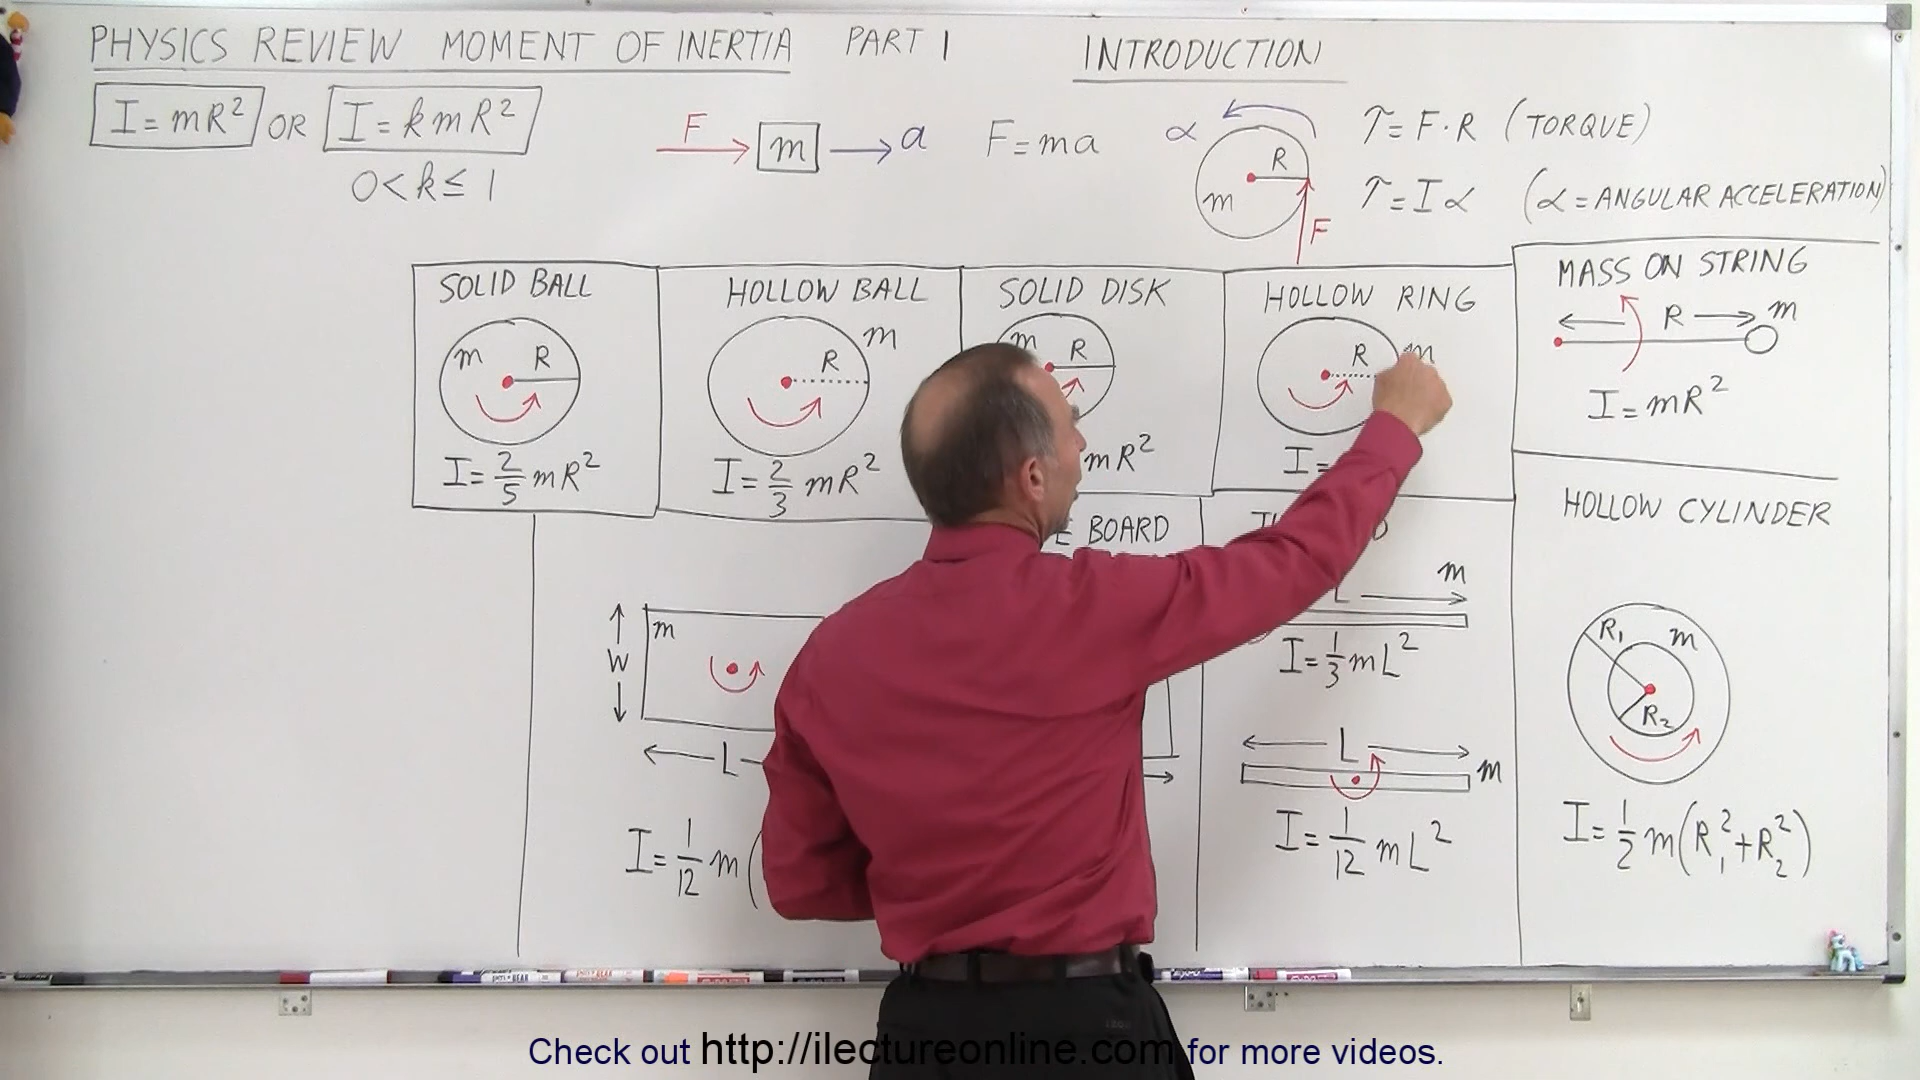 PHYSICS REVIEW MOMENT OF INERTIA PART 1 INTRODUCTION
I = mR² OR I = kmR²
0 < k ≤ 1
F m a F = ma
α R m F
τ = F · R (TORQUE)
τ = Iα (α = ANGULAR ACCELERATION)
SOLID BALL
m R
I = 2/5 mR²
HOLLOW BALL
R m
I = 2/3 mR²
SOLID DISK
m R
mR²
HOLLOW RING
R m
I =
MASS ON STRING
R m
I = mR²
BOARD
W m
L
I = 1/12 m(
m
L
I = 1/3 mL²
L
m
I = 1/12 mL²
HOLLOW CYLINDER
R₁ m
R₂
I = 1/2 m(R₁² + R₂²)
Check out http://ilectureonline.com for more videos.